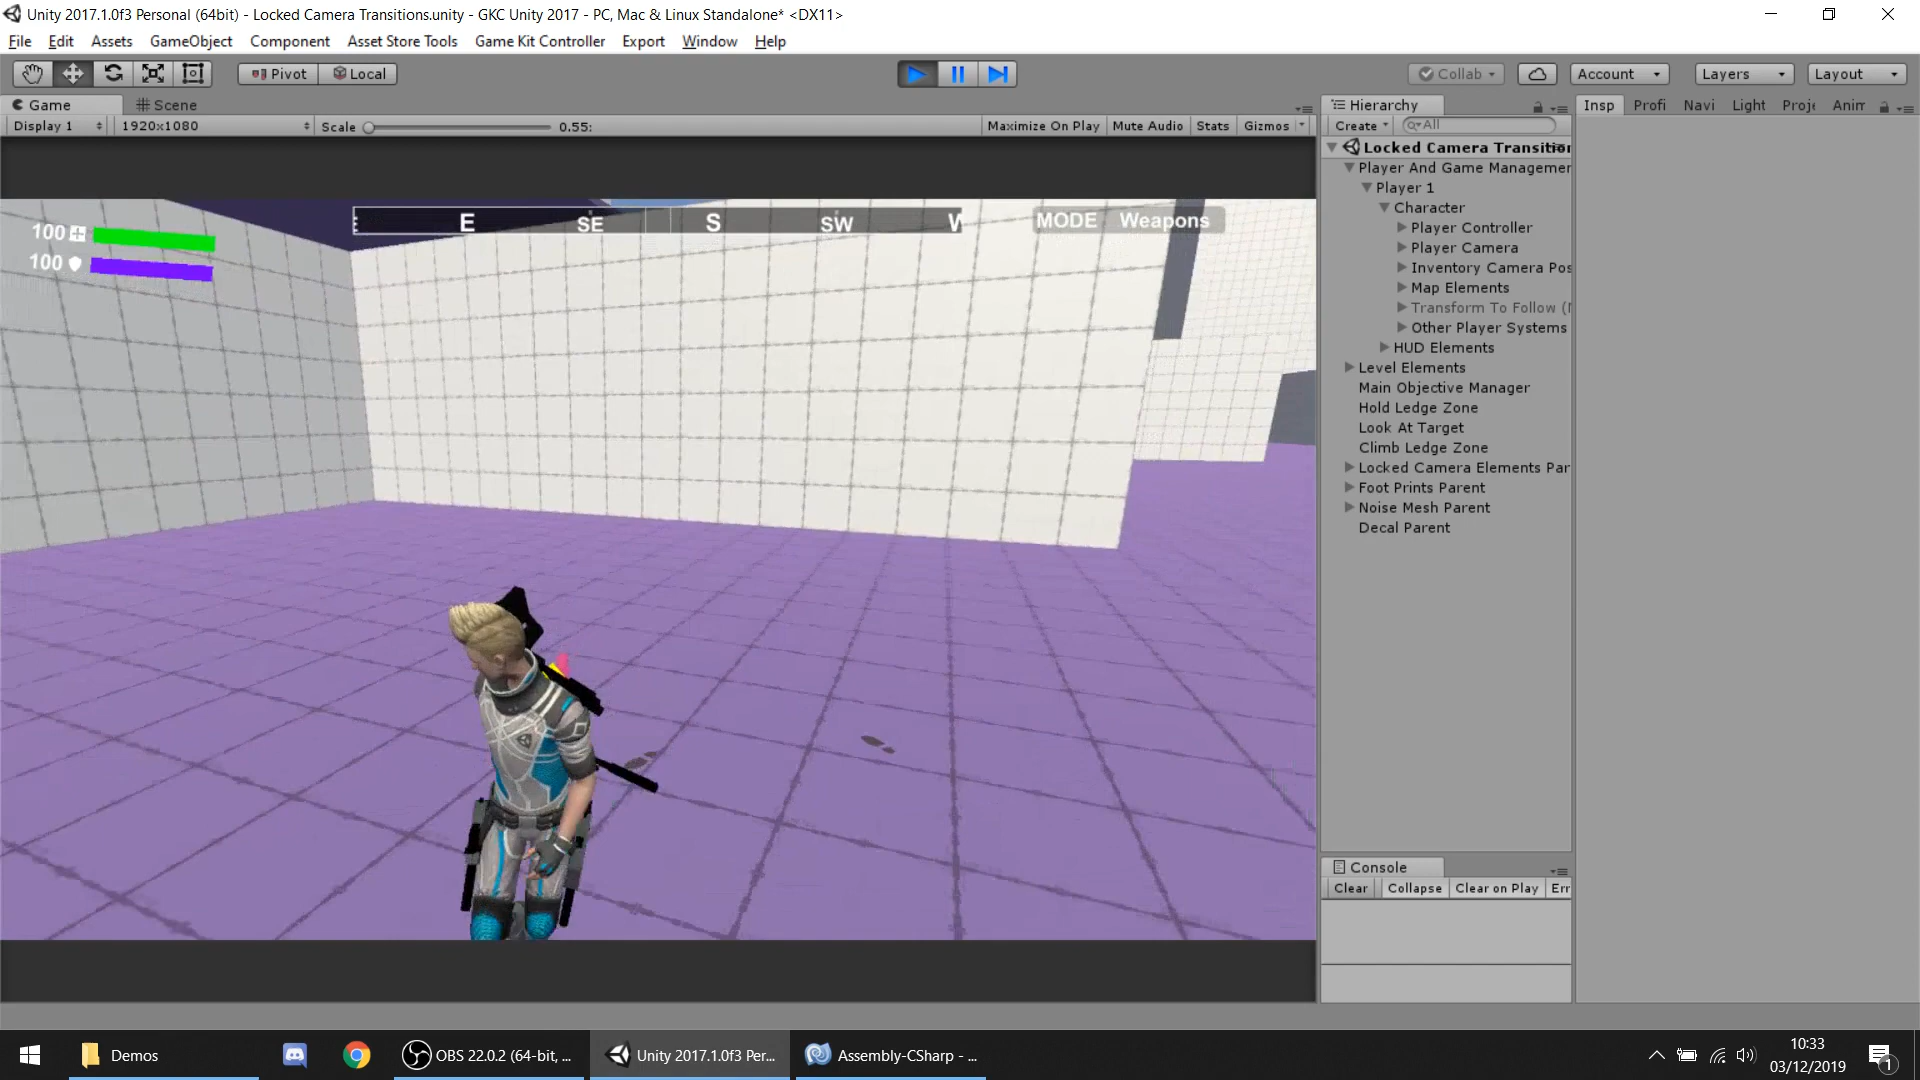 Unity 2017.1.0f3 Personal (64bit) - Locked Camera Transitions.unity - GKC Unity 2017 - PC, Mac & Linux Standalone* <DX11>
File Edit Assets GameObject Component Asset Store Tools Game Kit Controller Export Window Help
Pivot Local Collab Account Layers Layout
Game Scene
Display 1 1920x1080 Scale 0.55: Maximize On Play Mute Audio Stats Gizmos
100
100
E SE S SW W
MODE Weapons
Hierarchy
Create All
Locked Camera Transition
Player And Game Managemer
Player 1
Character
Player Controller
Player Camera
Inventory Camera Pos
Map Elements
Transform To Follow (
Other Player Systems
HUD Elements
Level Elements
Main Objective Manager
Hold Ledge Zone
Look At Target
Climb Ledge Zone
Locked Camera Elements Par
Foot Prints Parent
Noise Mesh Parent
Decal Parent
Insp Profi Navi Light Proje Anim
Console
Clear Collapse Clear on Play Err
Demos
OBS 22.0.2 (64-bit, ...
Unity 2017.1.0f3 Per...
Assembly-CSharp - ...
10:33
03/12/2019
1